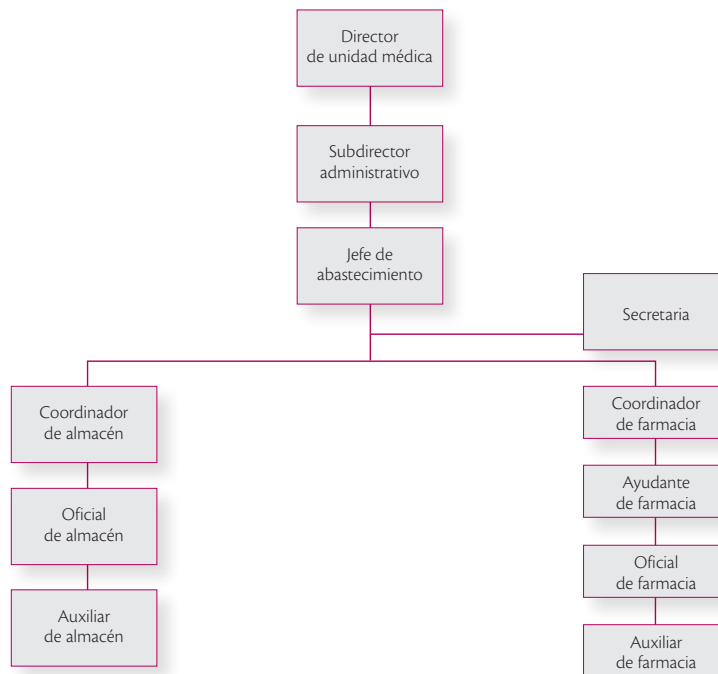 Director
de unidad médica
Subdirector
administrativo
Jefe de
abastecimiento
Secretaria
Coordinador
de almacén
Oficial
de almacén
Auxiliar
de almacén
Coordinador
de farmacia
Ayudante
de farmacia
Oficial
de farmacia
Auxiliar
de farmacia